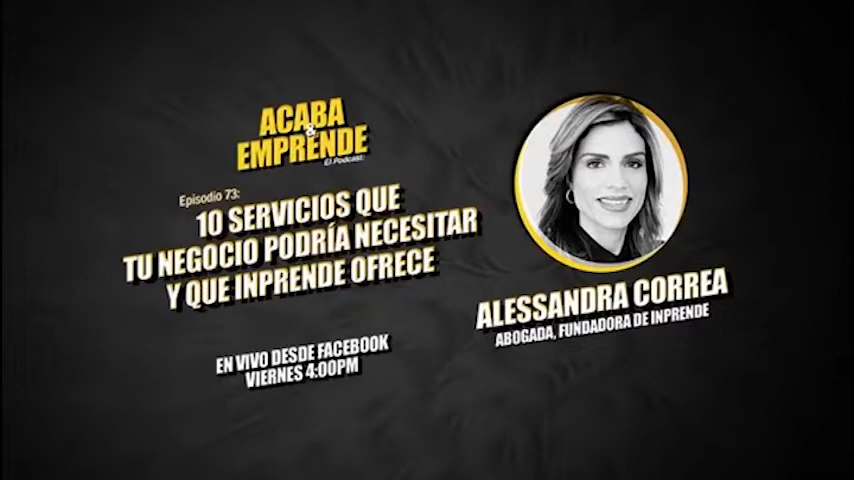 ACABA
&
EMPRENDE
El Podcast:
Episodio 73:
10 SERVICIOS QUE
TU NEGOCIO PODRÍA NECESITAR
Y QUE INPRENDE OFRECE
EN VIVO DESDE FACEBOOK
VIERNES 4:00PM
ALESSANDRA CORREA
ABOGADA, FUNDADORA DE INPRENDE